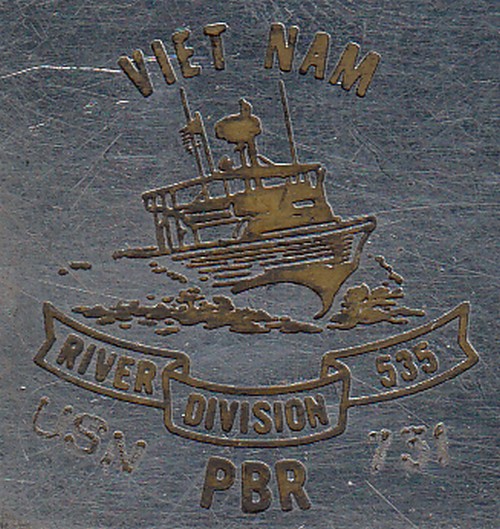 VIET NAM
RIVER DIVISION 535
USN 731
PBR